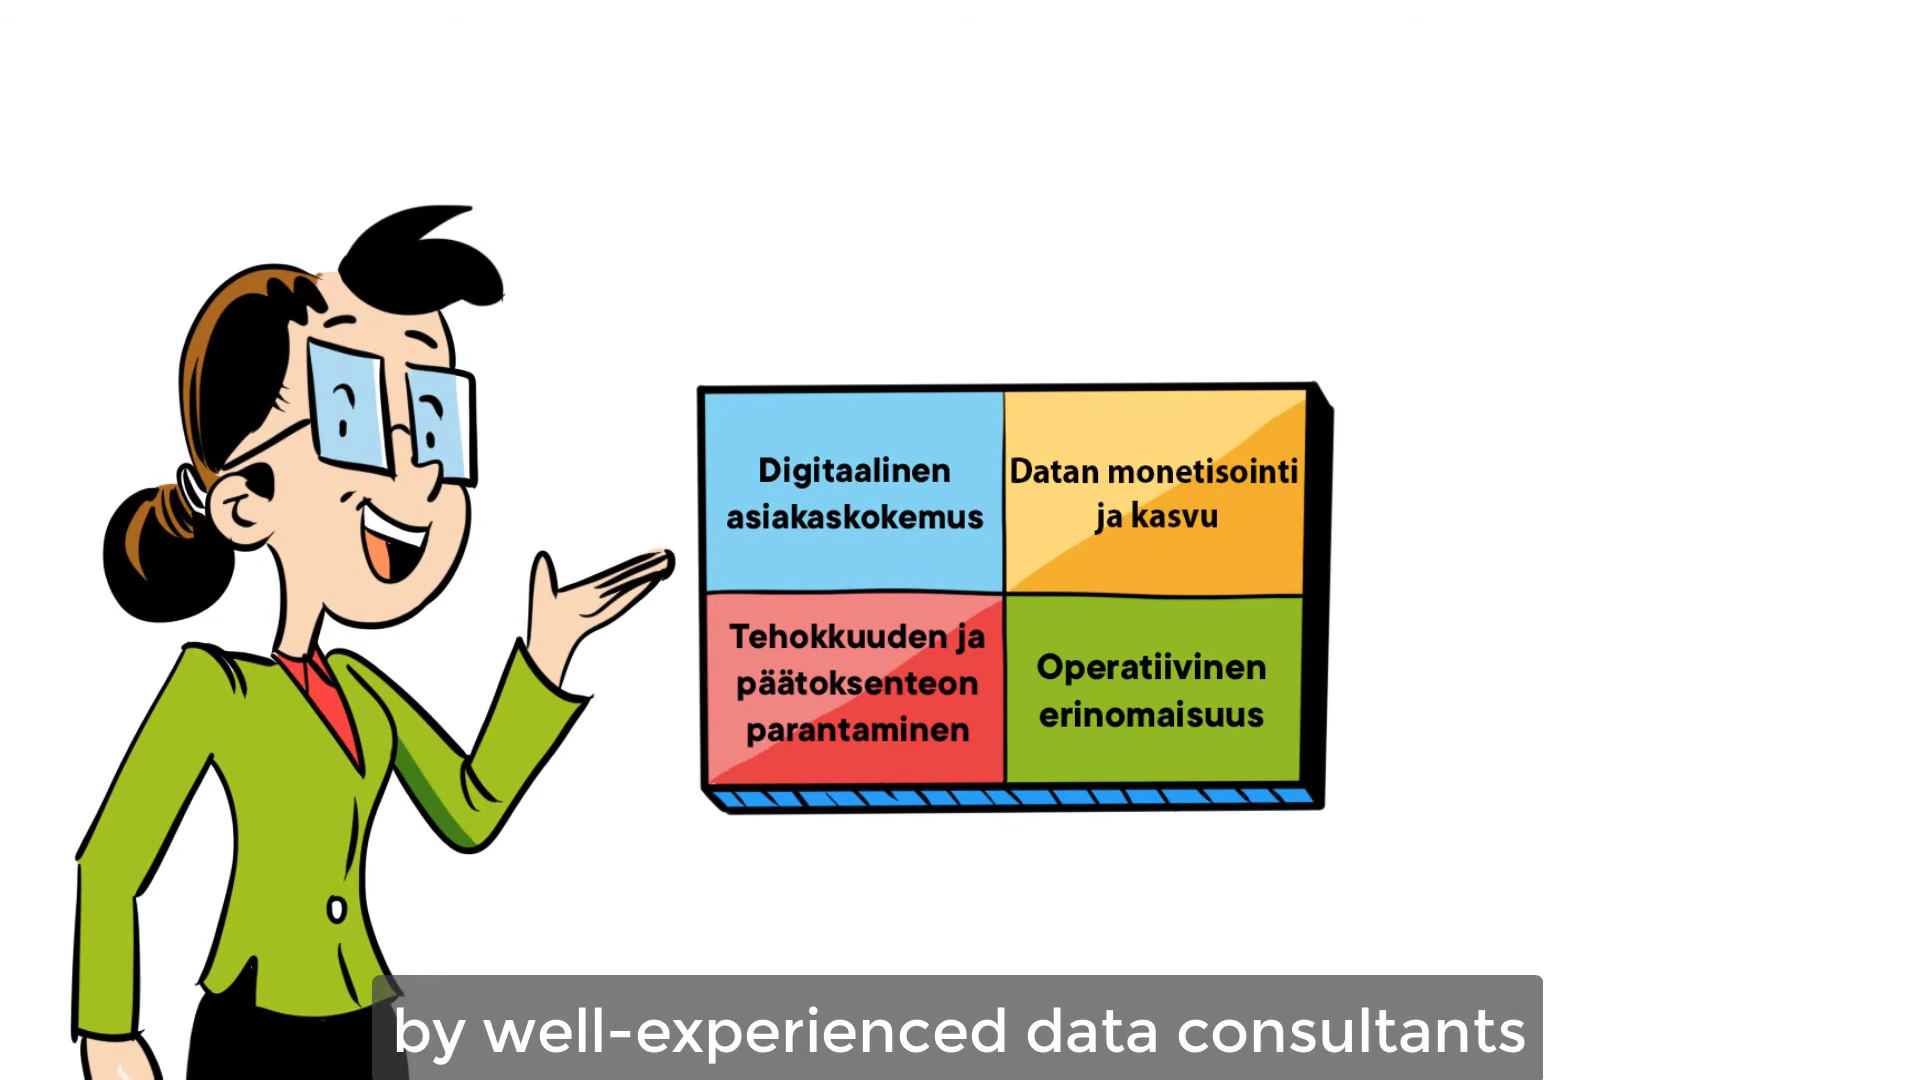 Digitaalinen
asiakaskokemus
Datan monetisointi
ja kasvu
Tehokkuuden ja
päätoksenteon
parantaminen
Operatiivinen
erinomaisuus
by well-experienced data consultants